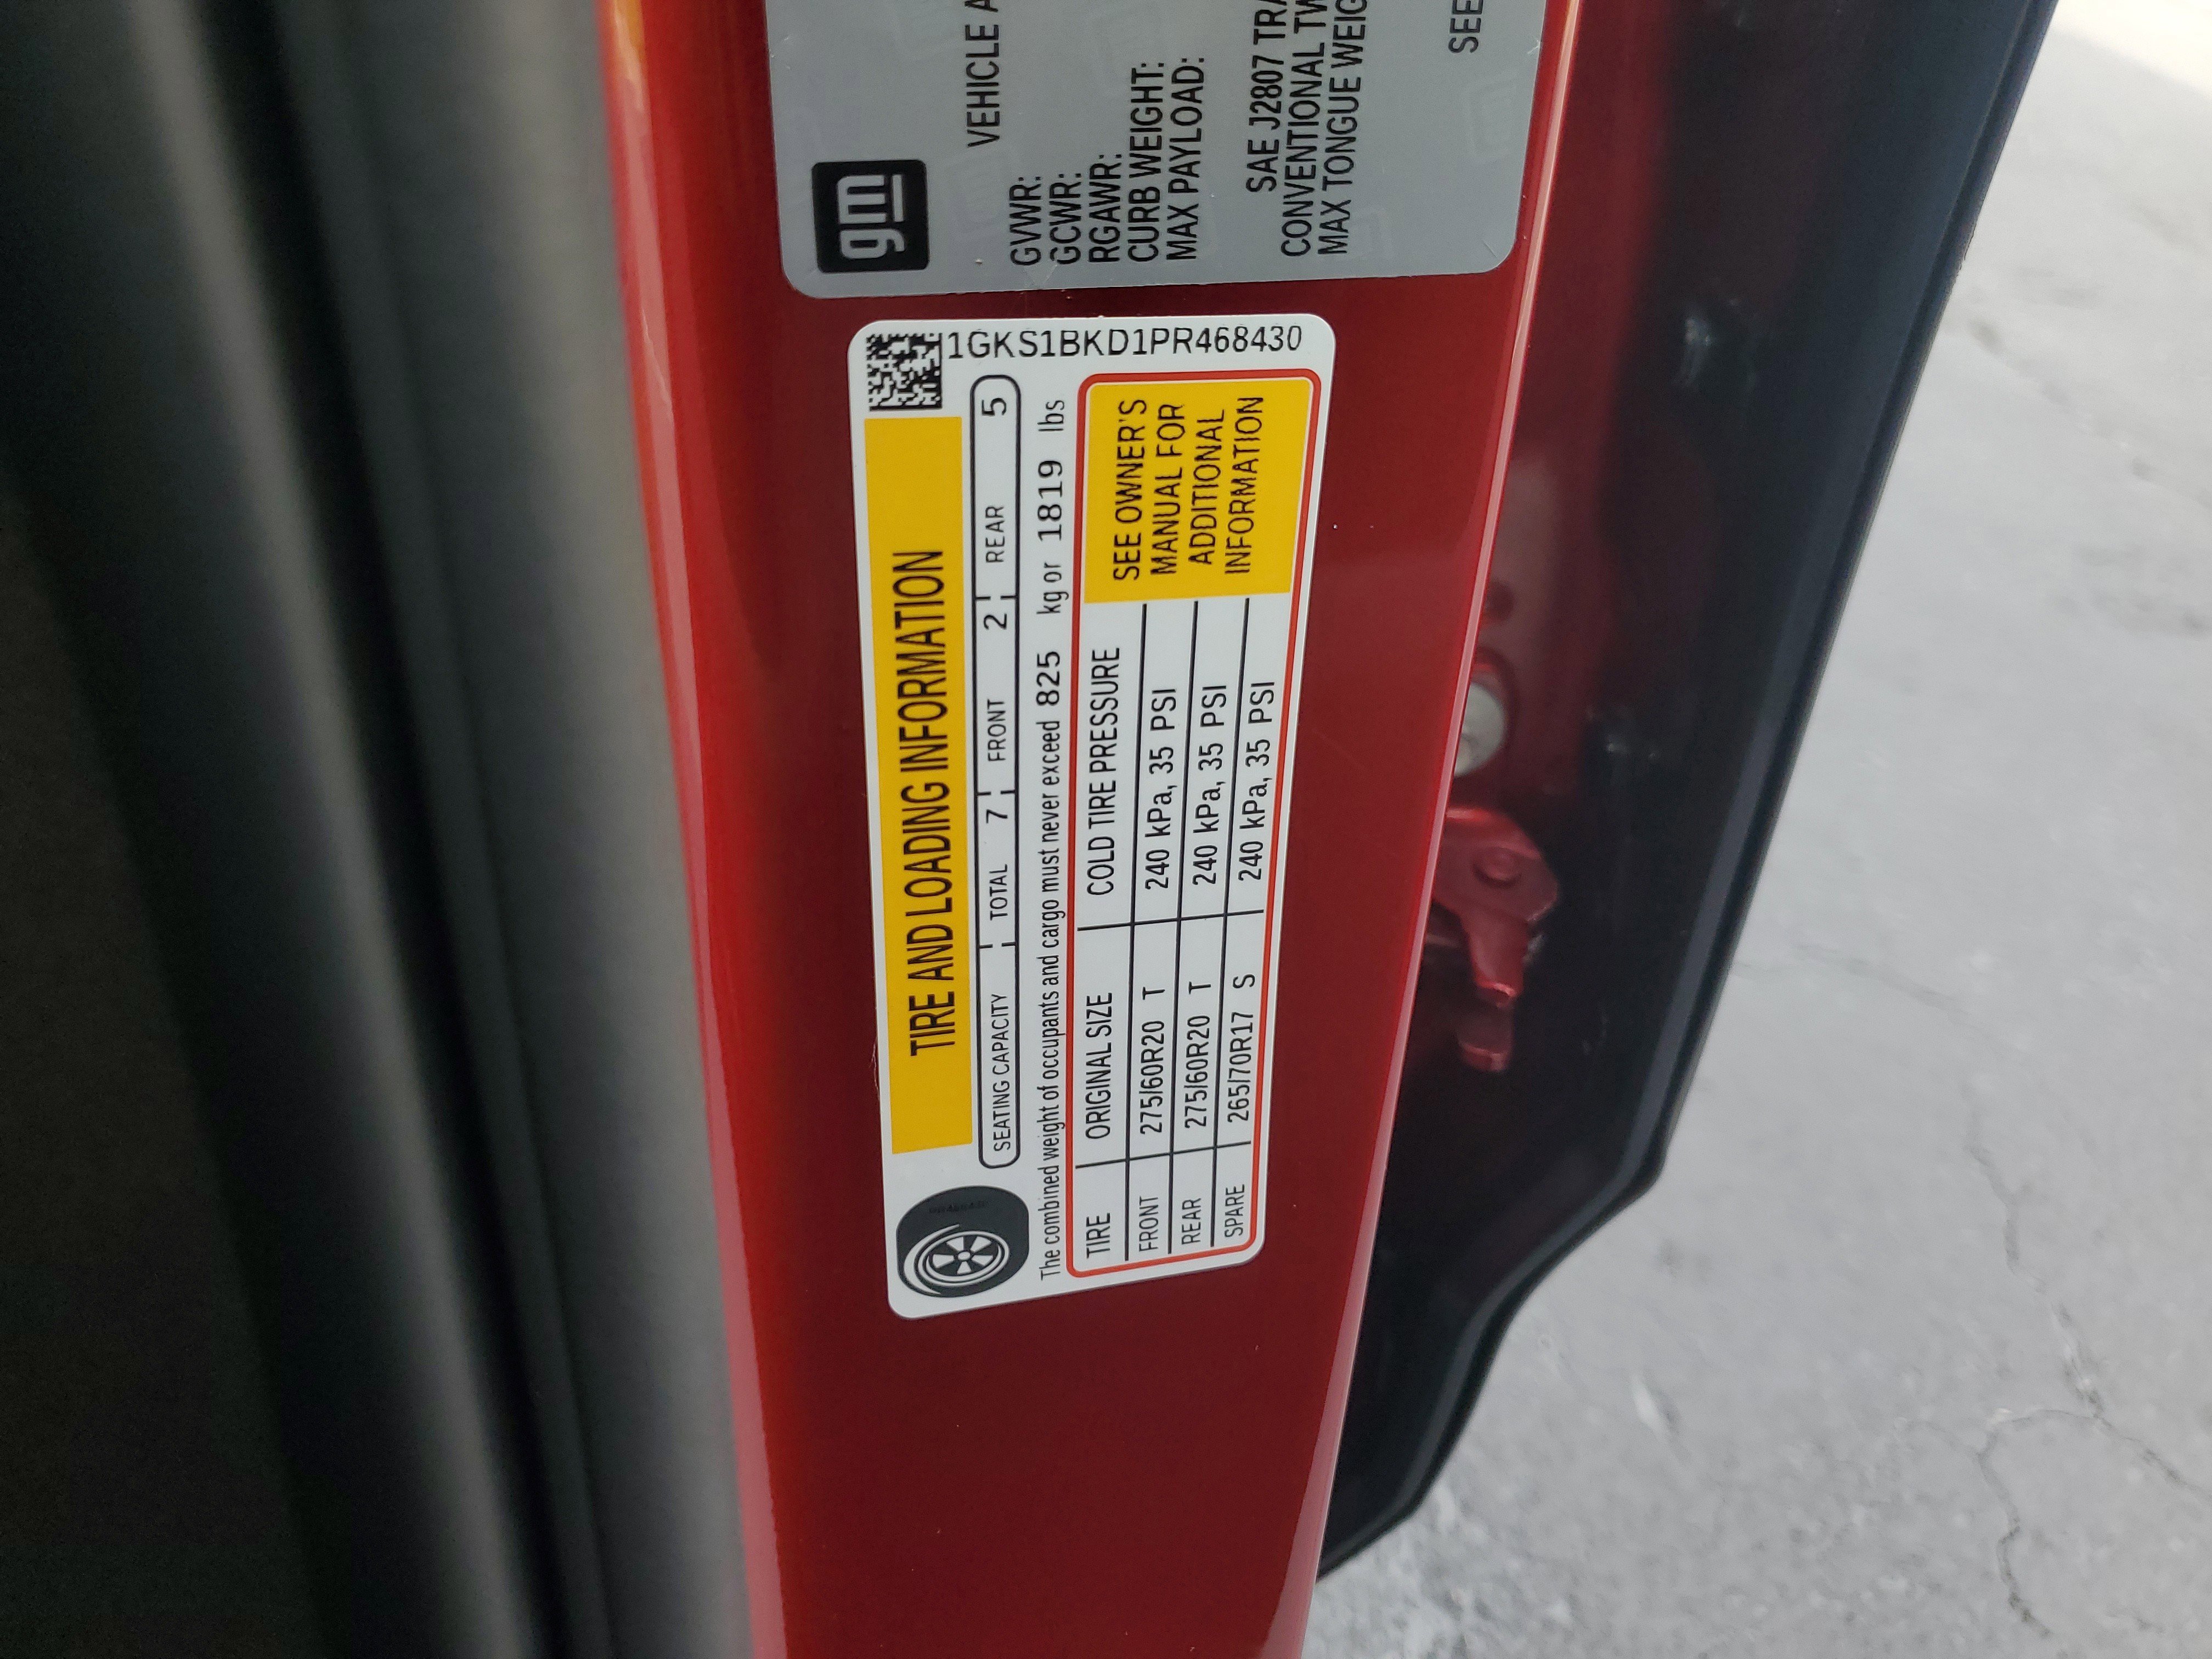 1GKS1BKD1PR468430
TIRE AND LOADING INFORMATION
SEATING CAPACITY TOTAL 7 FRONT 2 REAR 5
The combined weight of occupants and cargo must never exceed 825 kg or 1819 lbs
TIRE ORIGINAL SIZE COLD TIRE PRESSURE
FRONT 275/60R20 T 240 kPa, 35 PSI
REAR 275/60R20 T 240 kPa, 35 PSI
SPARE 265/70R17 S 240 kPa, 35 PSI
SEE OWNER'S
MANUAL FOR
ADDITIONAL
INFORMATION
gm
VEHICLE A
GVWR:
GCWR:
RGAWR:
CURB WEIGHT:
MAX PAYLOAD:
SAE J2807 TRA
CONVENTIONAL TW
MAX TONGUE WEIG
SEE